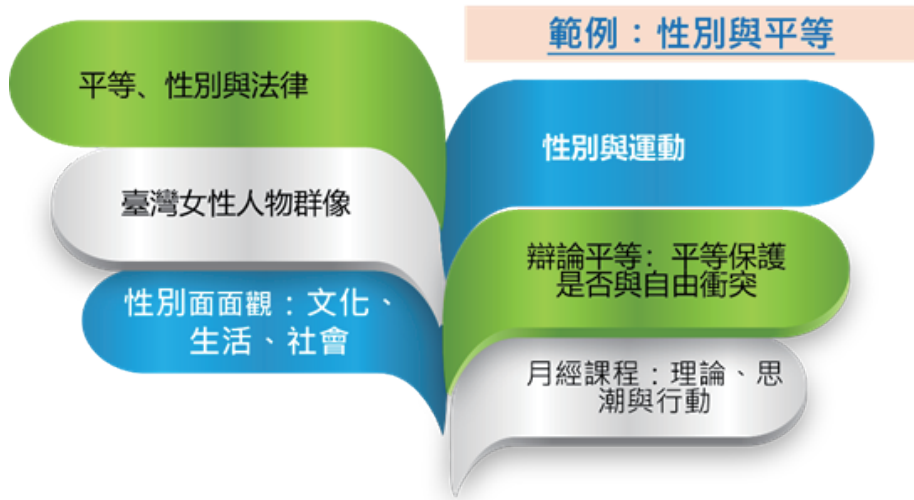 範例：性別與平等
平等、性別與法律
性別與運動
臺灣女性人物群像
辯論平等：平等保護
是否與自由衝突
性別面面觀：文化、
生活、社會
月經課程：理論、思
潮與行動